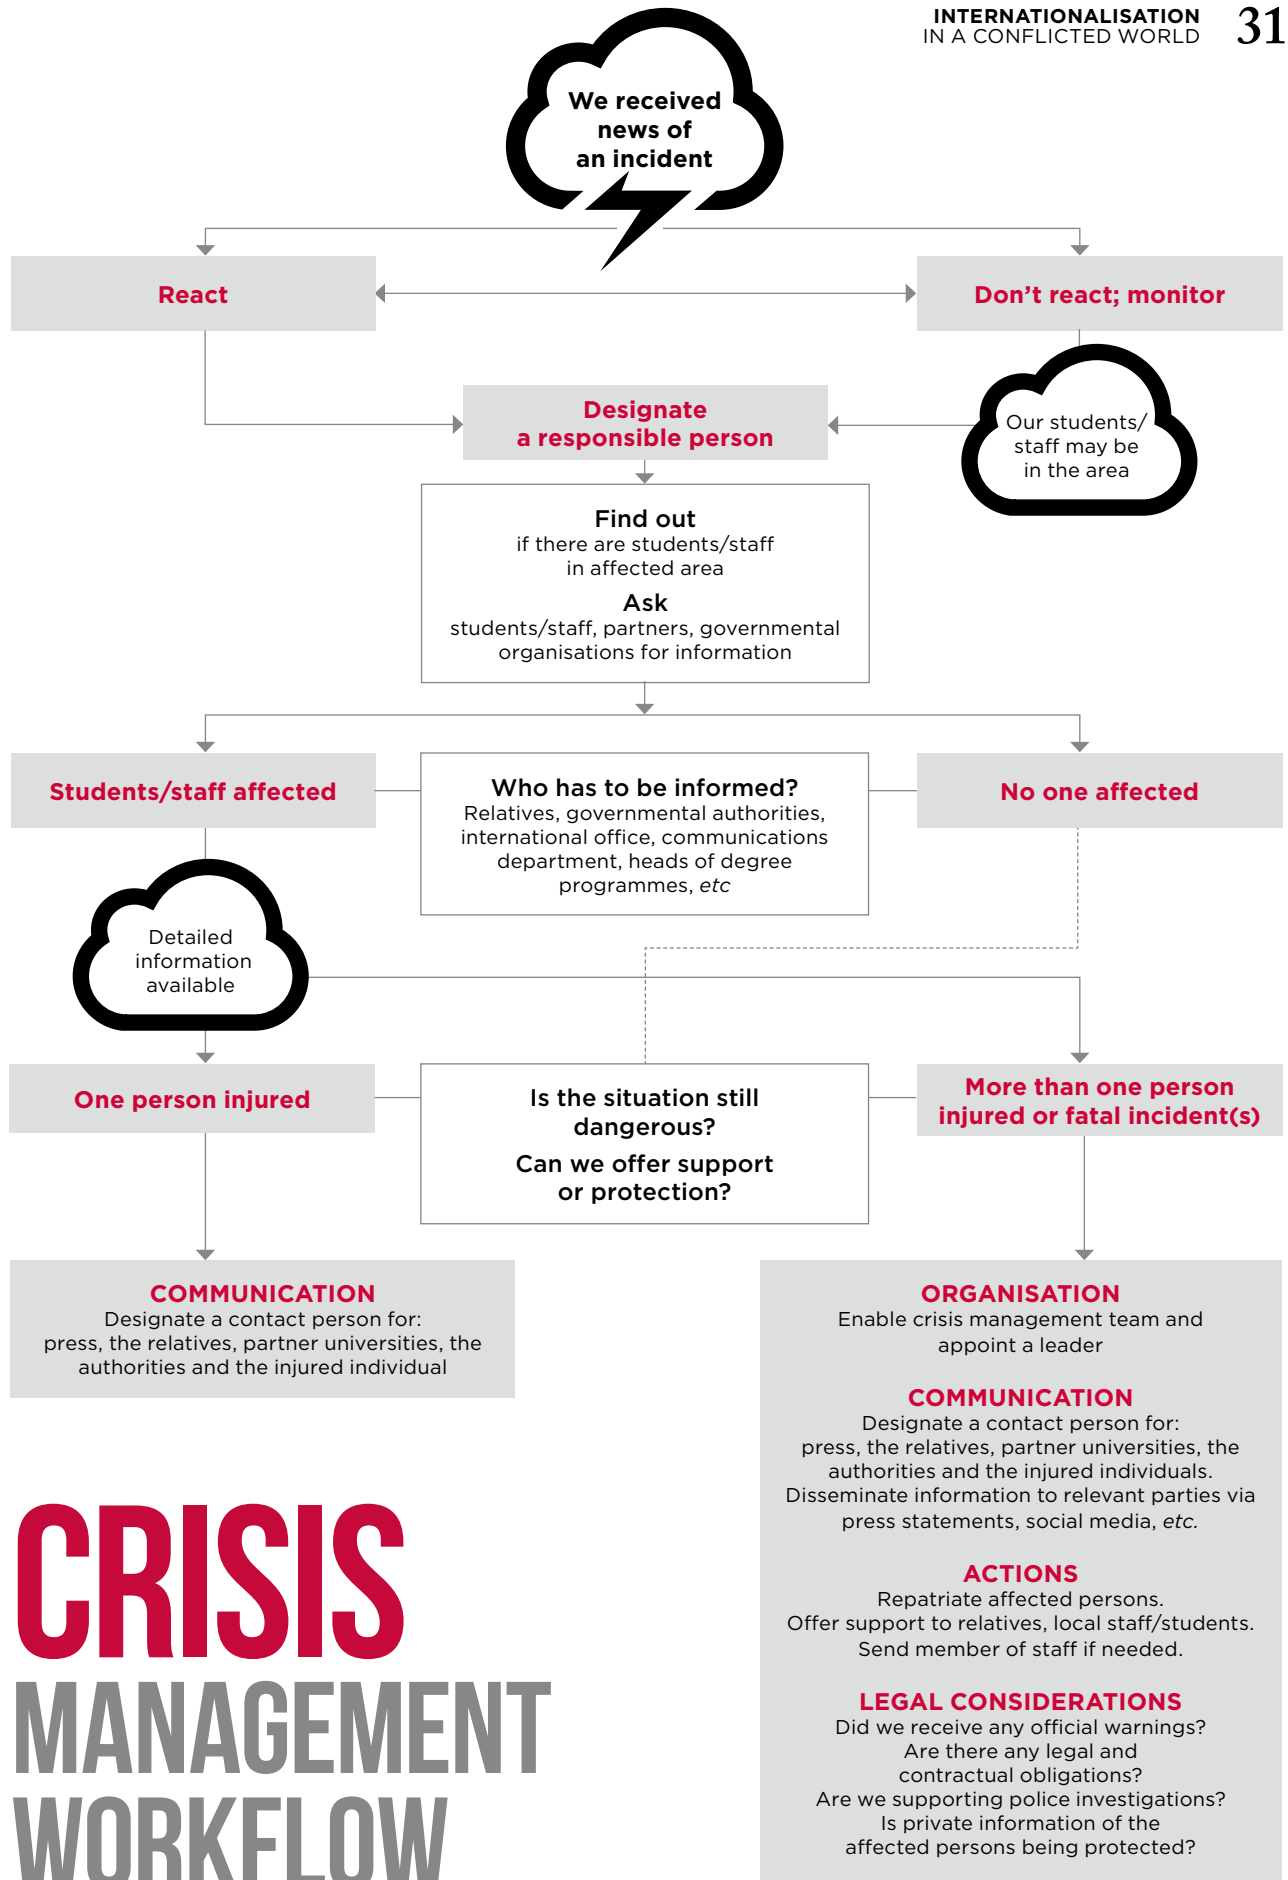 INTERNATIONALISATION
IN A CONFLICTED WORLD
31
We received
news of
an incident
React
Don't react; monitor
Designate
a responsible person
Our students/
staff may be
in the area
Find out
if there are students/staff
in affected area
Ask
students/staff, partners, governmental
organisations for information
Students/staff affected
Who has to be informed?
Relatives, governmental authorities,
international office, communications
department, heads of degree
programmes, etc
No one affected
Detailed
information
available
One person injured
Is the situation still
dangerous?
Can we offer support
or protection?
More than one person
injured or fatal incident(s)
COMMUNICATION
Designate a contact person for:
press, the relatives, partner universities, the
authorities and the injured individual
ORGANISATION
Enable crisis management team and
appoint a leader
COMMUNICATION
Designate a contact person for:
press, the relatives, partner universities, the
authorities and the injured individuals.
Disseminate information to relevant parties via
press statements, social media, etc.
ACTIONS
Repatriate affected persons.
Offer support to relatives, local staff/students.
Send member of staff if needed.
LEGAL CONSIDERATIONS
Did we receive any official warnings?
Are there any legal and
contractual obligations?
Are we supporting police investigations?
Is private information of the
affected persons being protected?
CRISIS
MANAGEMENT
WORKFLOW